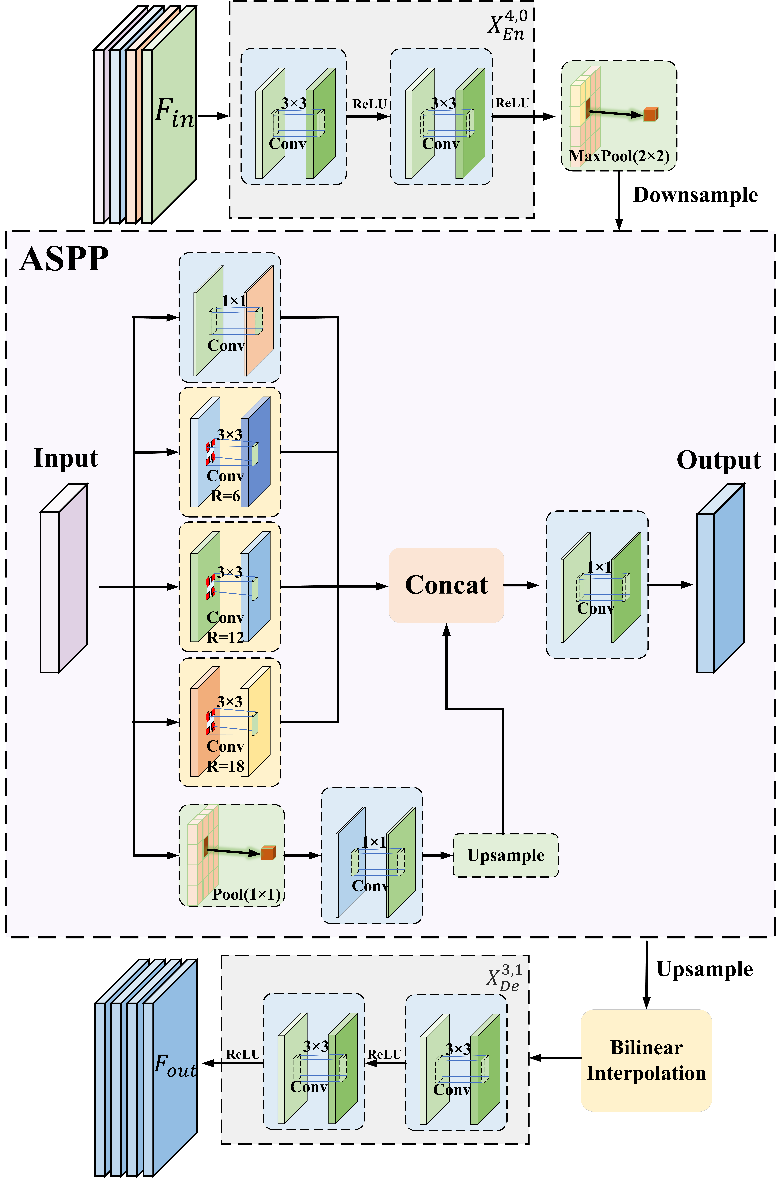 F_in
3×3
Conv
ReLU
3×3
Conv
ReLU
X_{En}^{4,0}
MaxPool(2×2)
Downsample
ASPP
1×1
Conv
3×3
Conv
R=6
Input
Output
3×3
Conv
R=12
Concat
1×1
Conv
3×3
Conv
R=18
Pool(1×1)
1×1
Conv
Upsample
Upsample
F_out
ReLU
3×3
Conv
ReLU
3×3
Conv
X_{De}^{3,1}
Bilinear
Interpolation